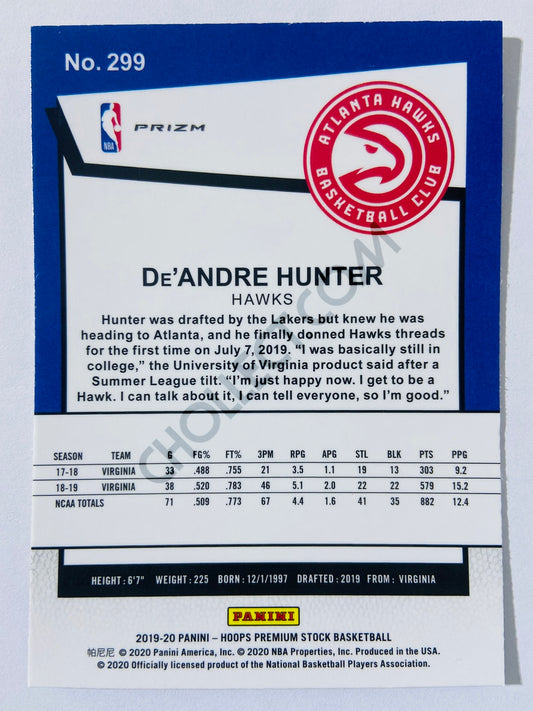 No. 299
NBA
PRIZM
ATLANTA HAWKS
BASKETBALL CLUB
DE'ANDRE HUNTER
HAWKS
Hunter was drafted by the Lakers but knew he was
heading to Atlanta, and he finally donned Hawks threads
for the first time on July 7, 2019. “I was basically still in
college,” the University of Virginia product said after a
Summer League tilt. “I'm just happy now. I get to be a
Hawk. I can talk about it, I can tell everyone, so I'm good.”
CHOLLECT.COM
SEASON TEAM G FG% FT% 3PM RPG APG STL BLK PTS PPG
17-18 VIRGINIA 33 .488 .755 21 3.5 1.1 19 13 303 9.2
18-19 VIRGINIA 38 .520 .783 46 5.1 2.0 22 22 579 15.2
NCAA TOTALS 71 .509 .773 67 4.4 1.6 41 35 882 12.4
HEIGHT: 6'7" WEIGHT: 225 BORN: 12/1/1997 DRAFTED: 2019 FROM: VIRGINIA
PANINI
2019-20 PANINI – HOOPS PREMIUM STOCK BASKETBALL
帕尼尼 © 2020 Panini America, Inc. © 2020 NBA Properties, Inc. Produced in the USA.
© 2020 Officially licensed product of the National Basketball Players Association.